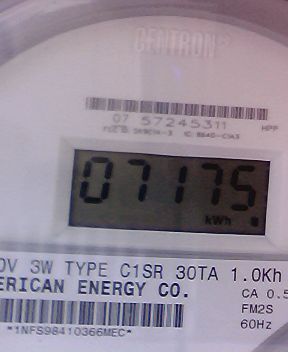 CENTRON
07 57245311
HPP
07175
kWh
0V 3W TYPE C1SR 30TA 1.0Kh
ERICAN ENERGY CO.
CA 0.5
FM2S
*1NFS98410366MEC*
60Hz